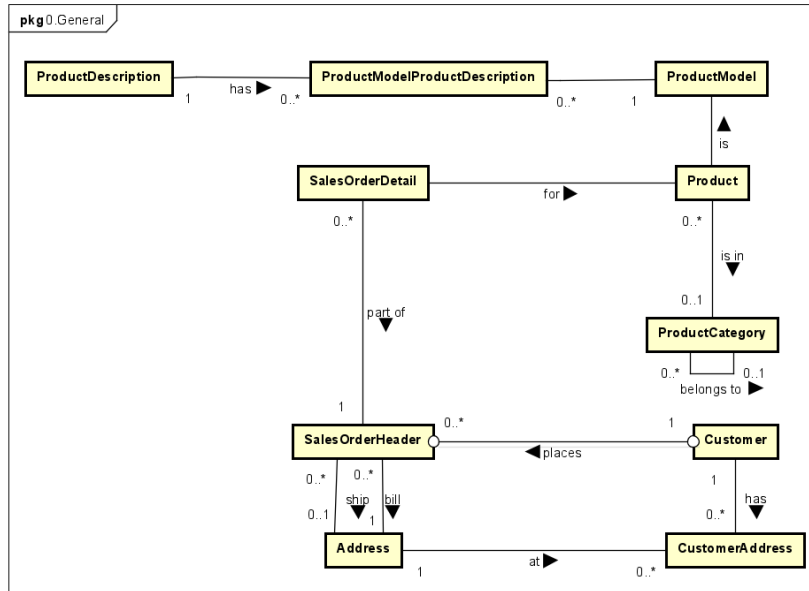 pkg 0.General
ProductDescription
ProductModelProductDescription
ProductModel
1
has
0..*
0..*
1
is
SalesOrderDetail
for
Product
0..*
0..*
is in
part of
0..1
ProductCategory
0..*
0..1
belongs to
1
0..*
1
SalesOrderHeader
Customer
places
0..*
0..*
1
ship
bill
has
0..1
1
0..*
Address
CustomerAddress
1
at
0..*